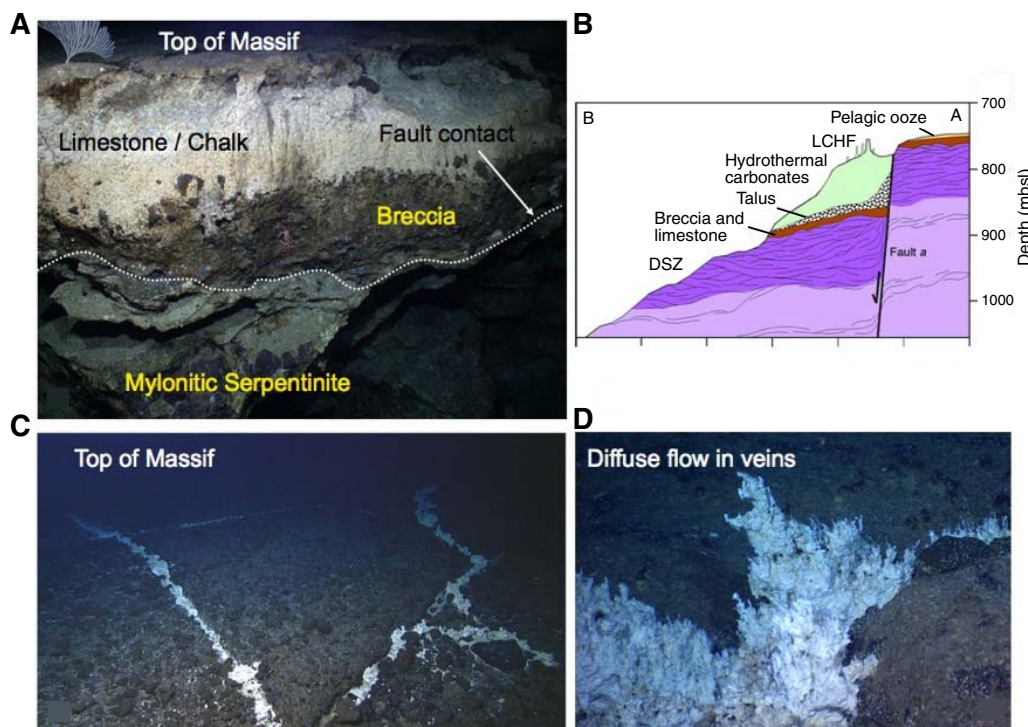 A
Top of Massif
Limestone / Chalk
Fault contact
Breccia
Mylonitic Serpentinite
B
B
A
700
Pelagic ooze
LCHF
Hydrothermal
carbonates
800
Talus
Breccia and
limestone
900
DSZ
Fault a
1000
Depth (mbsl)
C
Top of Massif
D
Diffuse flow in veins